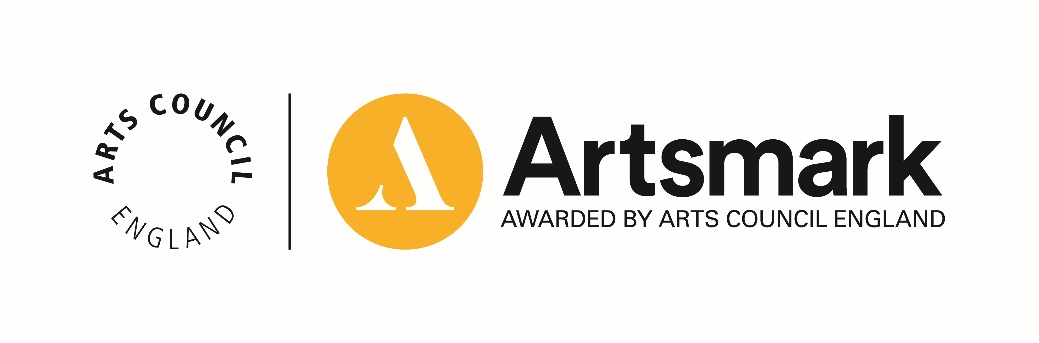 ARTS COUNCIL
ENGLAND
A
Artsmark
AWARDED BY ARTS COUNCIL ENGLAND